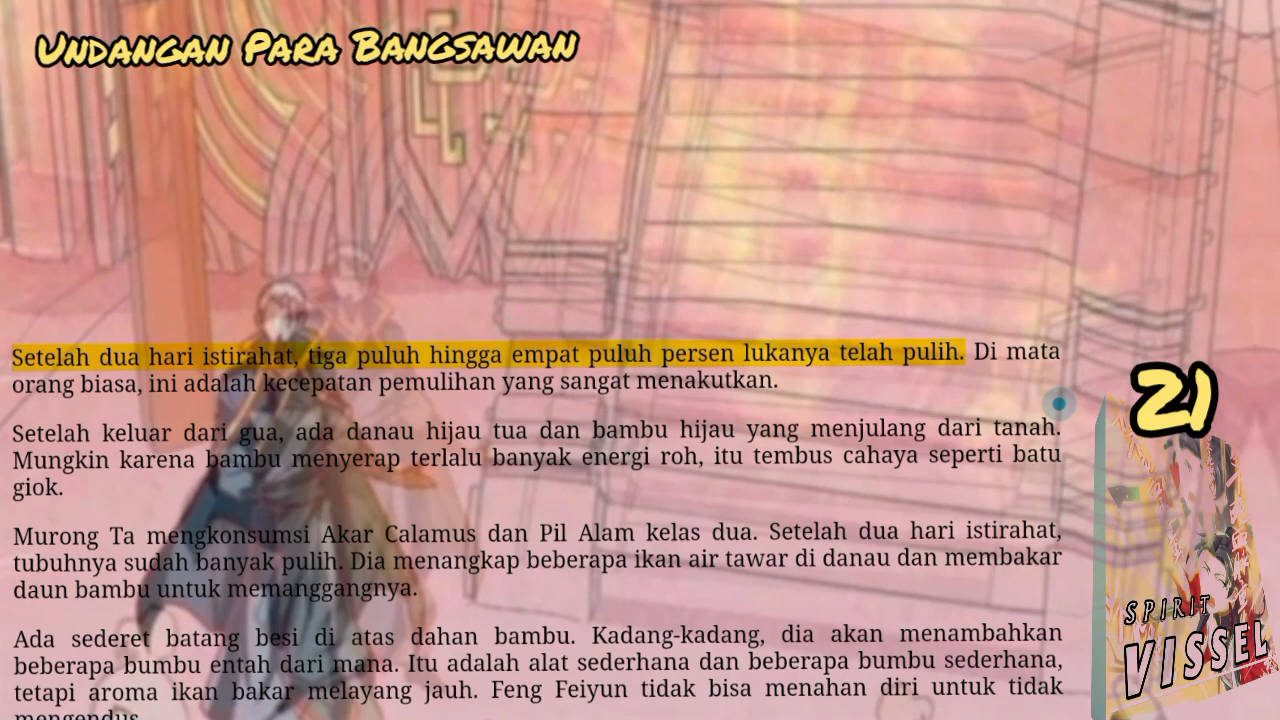 Undangan Para Bangsawan
Setelah dua hari istirahat, tiga puluh hingga empat puluh persen lukanya telah pulih. Di mata
orang biasa, ini adalah kecepatan pemulihan yang sangat menakutkan.
Setelah keluar dari gua, ada danau hijau tua dan bambu hijau yang menjulang dari tanah.
Mungkin karena bambu menyerap terlalu banyak energi roh, itu tembus cahaya seperti batu
giok.
Murong Ta mengkonsumsi Akar Calamus dan Pil Alam kelas dua. Setelah dua hari istirahat,
tubuhnya sudah banyak pulih. Dia menangkap beberapa ikan air tawar di danau dan membakar
daun bambu untuk memanggangnya.
Ada sederet batang besi di atas dahan bambu. Kadang-kadang, dia akan menambahkan
beberapa bumbu entah dari mana. Itu adalah alat sederhana dan beberapa bumbu sederhana,
tetapi aroma ikan bakar melayang jauh. Feng Feiyun tidak bisa menahan diri untuk tidak
mengendus.
21
SPIRIT
VISSEL